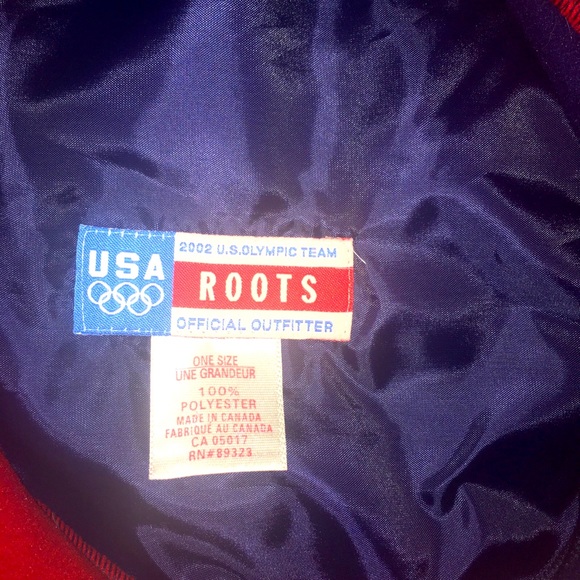 USA
2002 U.S.OLYMPIC TEAM
ROOTS
OFFICIAL OUTFITTER
ONE SIZE
UNE GRANDEUR
100%
POLYESTER
MADE IN CANADA
FABRIQUÉ AU CANADA
CA 05017
RN#89323